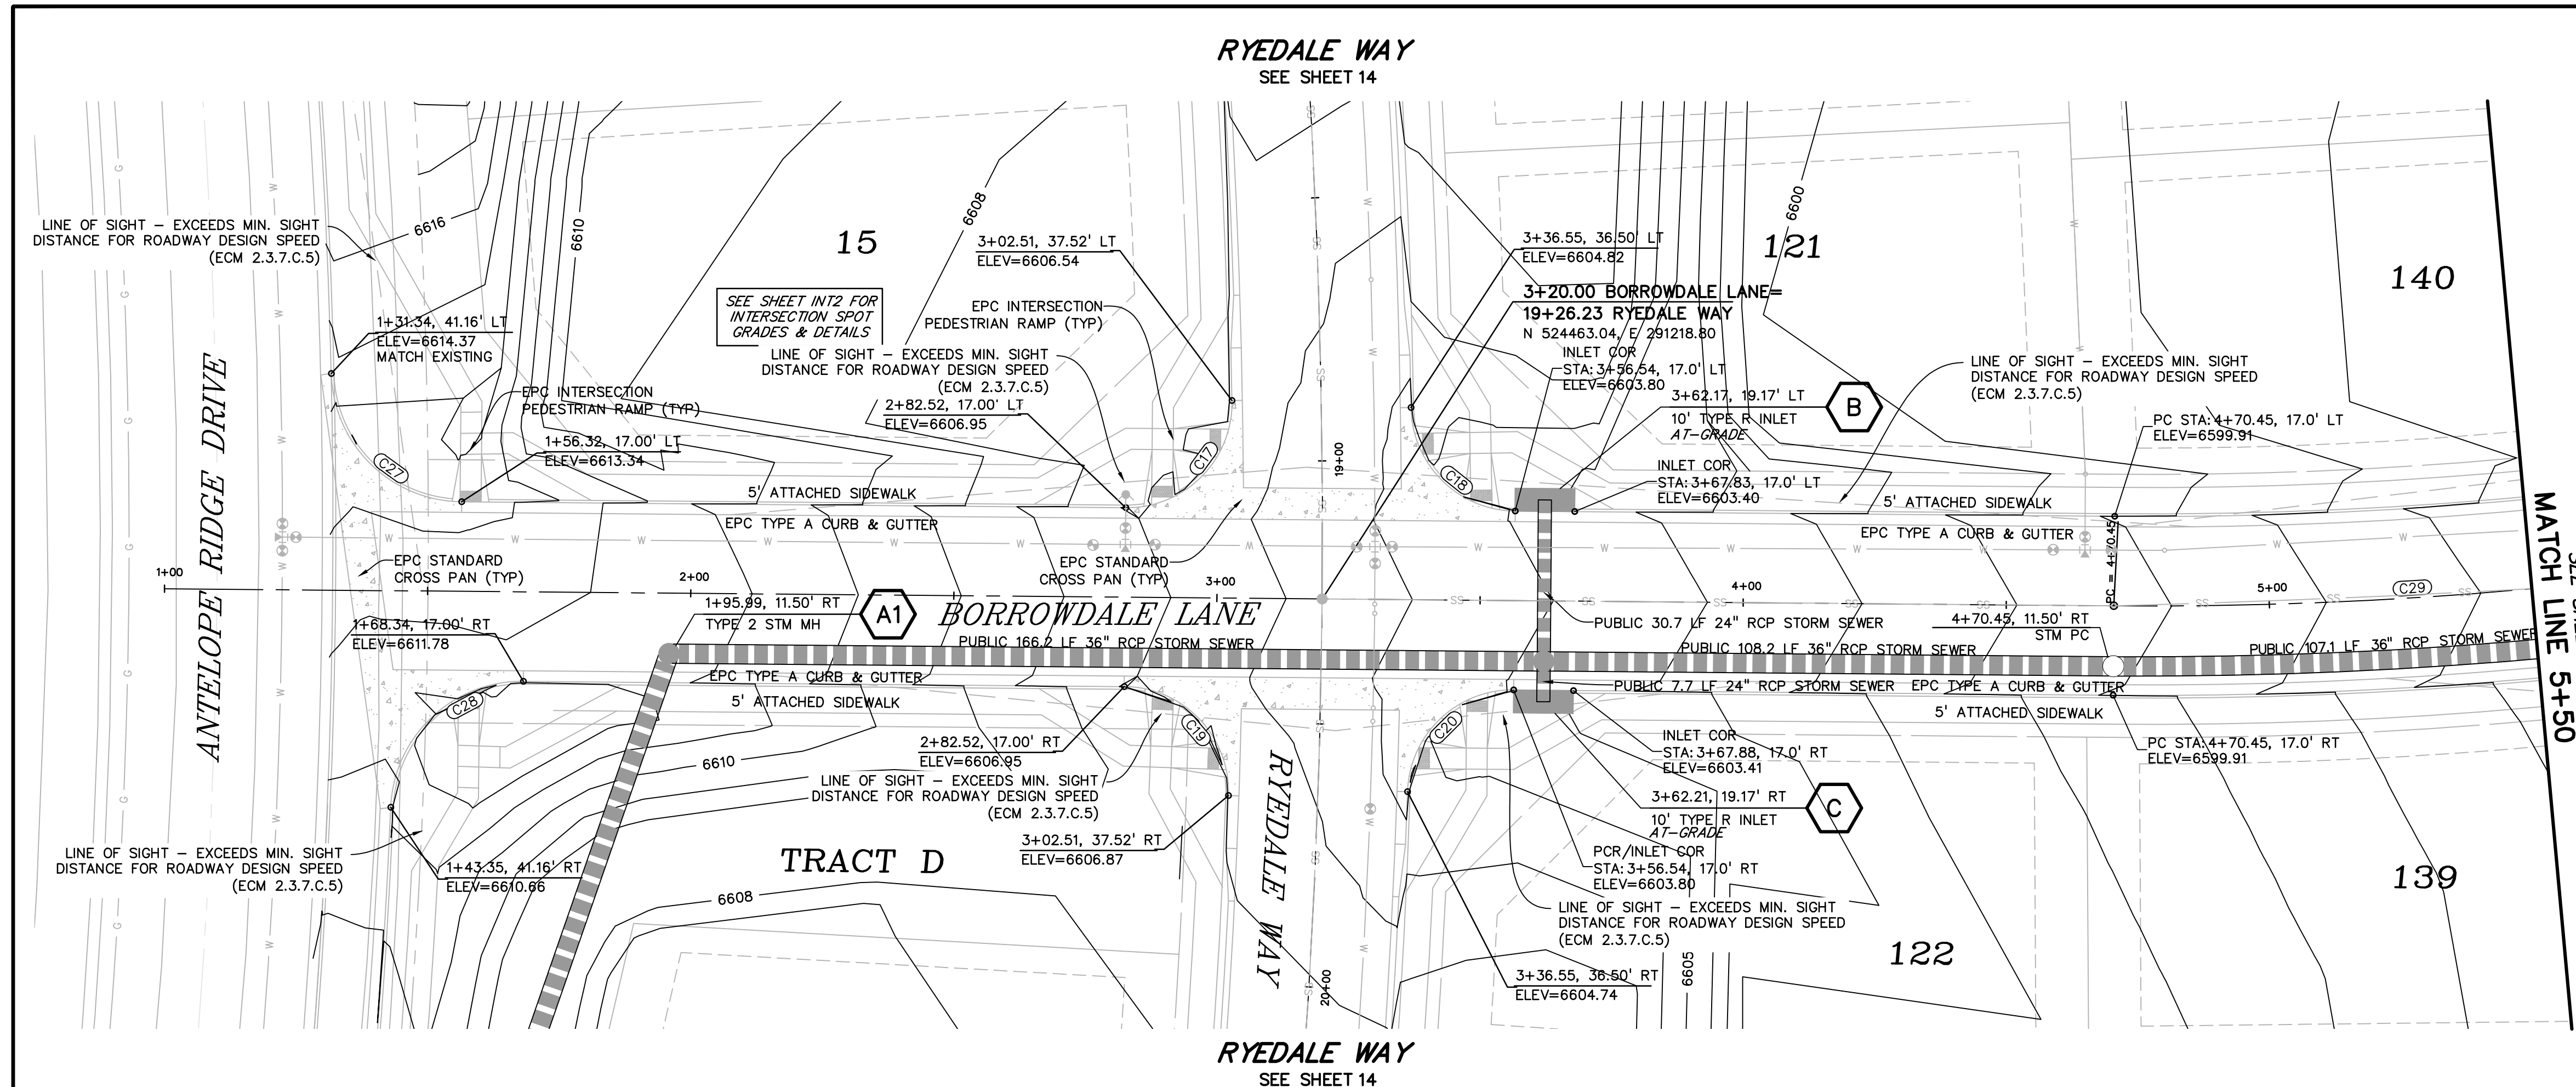 RYEDALE WAY
SEE SHEET 14
LINE OF SIGHT – EXCEEDS MIN. SIGHT
DISTANCE FOR ROADWAY DESIGN SPEED
(ECM 2.3.7.C.5)
6616
6610
15
6608
3+02.51, 37.52' LT
ELEV=6606.54
3+36.55, 36.50' LT
ELEV=6604.82
6600
121
140
SEE SHEET INT2 FOR
INTERSECTION SPOT
GRADES & DETAILS
EPC INTERSECTION
PEDESTRIAN RAMP (TYP)
3+20.00 BORROWDALE LANE=
19+26.23 RYEDALE WAY
N 524463.04, E 291218.80
1+31.34, 41.16' LT
ELEV=6614.37
MATCH EXISTING
LINE OF SIGHT – EXCEEDS MIN. SIGHT
DISTANCE FOR ROADWAY DESIGN SPEED
(ECM 2.3.7.C.5)
INLET COR
STA: 3+56.54, 17.0' LT
ELEV=6603.80
LINE OF SIGHT – EXCEEDS MIN. SIGHT
DISTANCE FOR ROADWAY DESIGN SPEED
(ECM 2.3.7.C.5)
EPC INTERSECTION
PEDESTRIAN RAMP (TYP)
2+82.52, 17.00' LT
ELEV=6606.95
3+62.17, 19.17' LT
10' TYPE R INLET
AT-GRADE
B
PC STA: 4+70.45, 17.0' LT
ELEV=6599.91
1+56.32, 17.00' LT
ELEV=6613.34
C27
C17
C18
19+00
INLET COR
STA: 3+67.83, 17.0' LT
ELEV=6603.40
5' ATTACHED SIDEWALK
5' ATTACHED SIDEWALK
EPC TYPE A CURB & GUTTER
EPC TYPE A CURB & GUTTER
ANTELOPE RIDGE DRIVE
EPC STANDARD
CROSS PAN (TYP)
EPC STANDARD
CROSS PAN (TYP)
PC = 4+70.45
1+00
2+00
3+00
4+00
5+00
C29
MATCH LINE 5+50
1+95.99, 11.50' RT
TYPE 2 STM MH
A1
BORROWDALE LANE
1+68.34, 17.00' RT
ELEV=6611.78
PUBLIC 30.7 LF 24" RCP STORM SEWER
4+70.45, 11.50' RT
STM PC
PUBLIC 166.2 LF 36" RCP STORM SEWER
PUBLIC 108.2 LF 36" RCP STORM SEWER
PUBLIC 107.1 LF 36" RCP STORM SEWER
EPC TYPE A CURB & GUTTER
PUBLIC 7.7 LF 24" RCP STORM SEWER
EPC TYPE A CURB & GUTTER
5' ATTACHED SIDEWALK
5' ATTACHED SIDEWALK
C28
C19
C20
2+82.52, 17.00' RT
ELEV=6606.95
INLET COR
STA: 3+67.88, 17.0' RT
ELEV=6603.41
PC STA: 4+70.45, 17.0' RT
ELEV=6599.91
6610
LINE OF SIGHT – EXCEEDS MIN. SIGHT
DISTANCE FOR ROADWAY DESIGN SPEED
(ECM 2.3.7.C.5)
3+62.21, 19.17' RT
10' TYPE R INLET
AT-GRADE
C
RYEDALE WAY
LINE OF SIGHT – EXCEEDS MIN. SIGHT
DISTANCE FOR ROADWAY DESIGN SPEED
(ECM 2.3.7.C.5)
1+43.35, 41.16' RT
ELEV=6610.66
TRACT D
3+02.51, 37.52' RT
ELEV=6606.87
PCR/INLET COR
STA: 3+56.54, 17.0' RT
ELEV=6603.80
139
6608
LINE OF SIGHT – EXCEEDS MIN. SIGHT
DISTANCE FOR ROADWAY DESIGN SPEED
(ECM 2.3.7.C.5)
122
20+00
3+36.55, 36.50' RT
ELEV=6604.74
6605
RYEDALE WAY
SEE SHEET 14